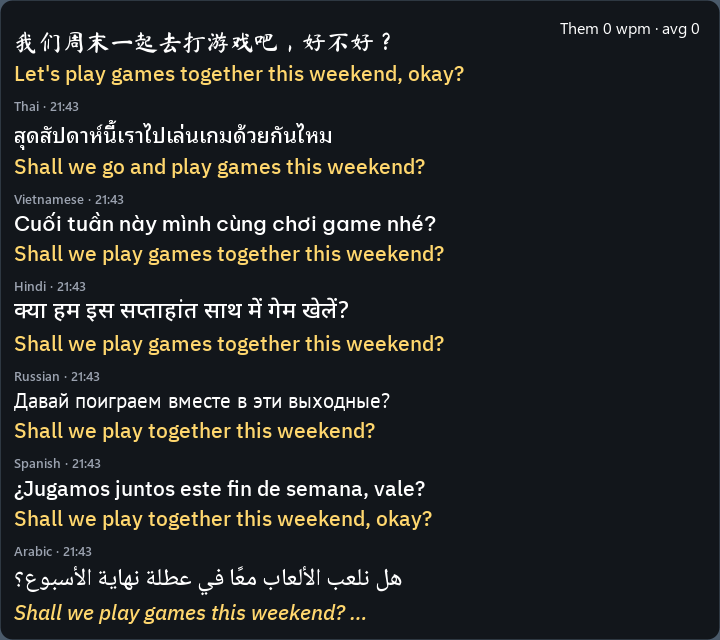 Them 0 wpm · avg 0
我们周末一起去打游戏吧，好不好？
Let's play games together this weekend, okay?
Thai · 21:43
สุดสัปดาห์นี้เราไปเล่นเกมด้วยกันไหม
Shall we go and play games this weekend?
Vietnamese · 21:43
Cuối tuần này mình cùng chơi game nhé?
Shall we play games together this weekend?
Hindi · 21:43
क्या हम इस सप्ताहांत साथ में गेम खेलें?
Shall we play games together this weekend?
Russian · 21:43
Давай поиграем вместе в эти выходные?
Shall we play together this weekend?
Spanish · 21:43
¿Jugamos juntos este fin de semana, vale?
Shall we play together this weekend, okay?
Arabic · 21:43
هل نلعب الألعاب معًا في عطلة نهاية الأسبوع؟
Shall we play games this weekend? ...